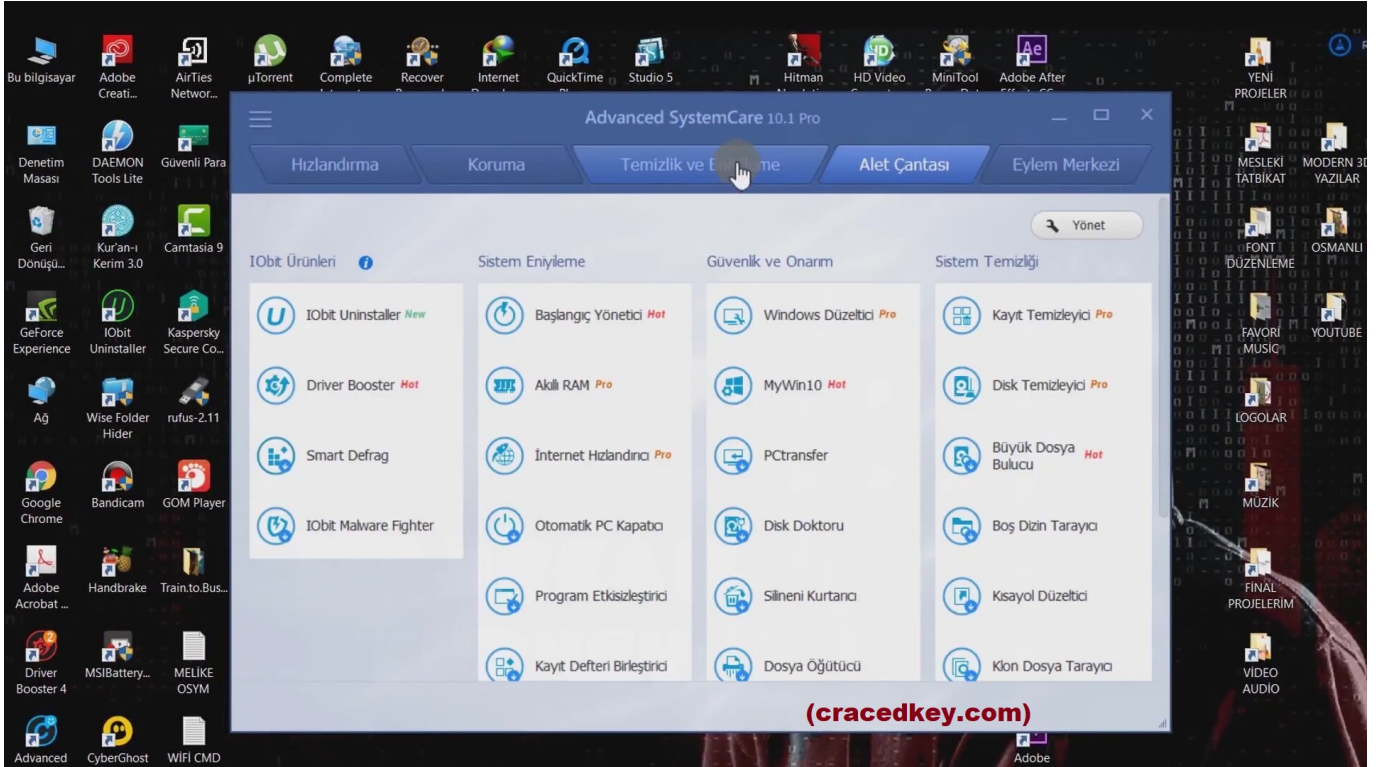 Bu bilgisayar
Adobe
Creati...
AirTies
Networ...
µTorrent
Complete
Recover
Internet
QuickTime
Studio 5
Hitman
HD Video
MiniTool
Adobe After
YENİ
PROJELER
Advanced SystemCare 10.1 Pro
Hızlandırma
Koruma
Temizlik ve
Alet Çantası
Eylem Merkezi
Denetim
Masası
DAEMON
Tools Lite
Güvenli Para
MESLEKİ
TATBİKAT
MODERN 3D
YAZILAR
Yönet
Geri
Dönüşü...
Kur'an-ı
Kerim 3.0
Camtasia 9
FONT
DÜZENLEME
OSMANLI
IObit Ürünleri
Sistem Eniyileme
Güvenlik ve Onarım
Sistem Temizliği
IObit Uninstaller New
Başlangıç Yönetici Hot
Windows Düzeltici Pro
Kayıt Temizleyici Pro
GeForce
Experience
IObit
Uninstaller
Kaspersky
Secure Co...
FAVORİ
MUSİC
YOUTUBE
Driver Booster Hot
Akıllı RAM Pro
MyWin10 Hot
Disk Temizleyici Pro
Ağ
Wise Folder
Hider
rufus-2.11
LOGOLAR
Smart Defrag
İnternet Hızlandırıcı Pro
PCtransfer
Büyük Dosya
Bulucu Hot
Google
Chrome
Bandicam
GOM Player
MÜZİK
IObit Malware Fighter
Otomatik PC Kapatıcı
Disk Doktoru
Boş Dizin Tarayıcı
Adobe
Acrobat ...
Handbrake
Train.to.Bus...
FİNAL
PROJELERİM
Program Etkisizleştirici
Silineni Kurtarıcı
Kısayol Düzeltici
Driver
Booster 4
MSIBattery...
MELİKE
OSYM
VİDEO
AUDİO
Kayıt Defteri Birleştirici
Dosya Öğütücü
Klon Dosya Tarayıcı
(cracedkey.com)
Advanced
CyberGhost
WİFİ CMD
Adobe